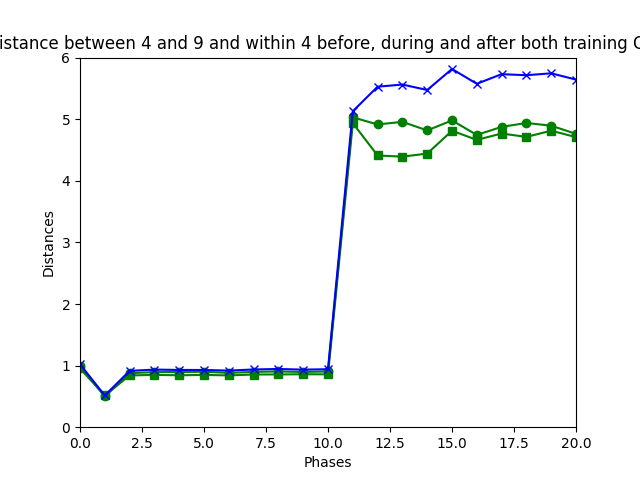 istance between 4 and 9 and within 4 before, during and after both training
6
5
4
3
2
1
0
Distances
0.0 2.5 5.0 7.5 10.0 12.5 15.0 17.5 20.0
Phases